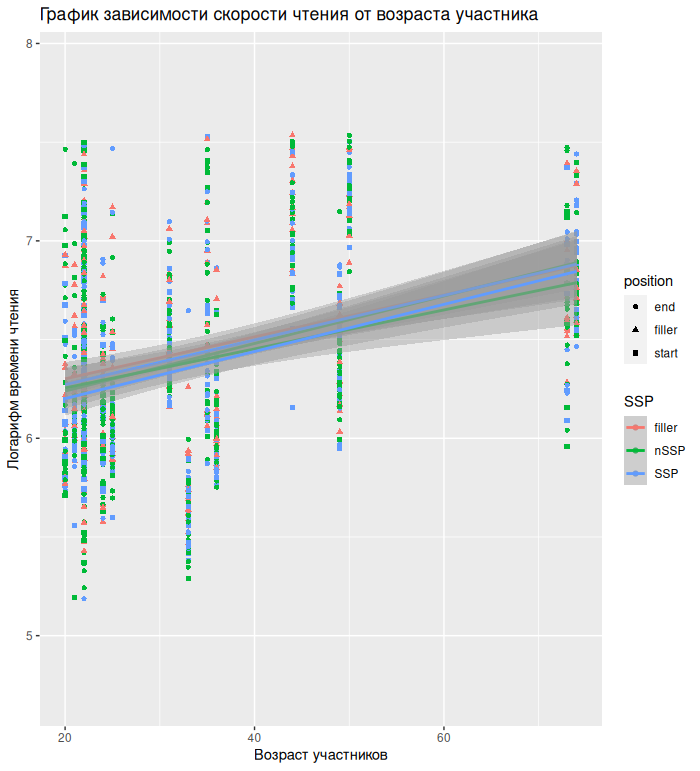 График зависимости скорости чтения от возраста участника
Логарифм времени чтения
8
7
6
5
20
40
60
Возраст участников
position
end
filler
start
SSP
filler
nSSP
SSP